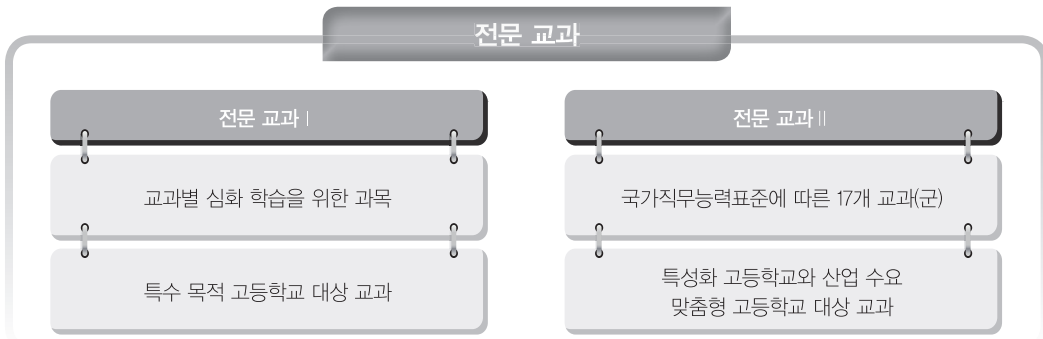 전문 교과
전문 교과 Ⅰ
교과별 심화 학습을 위한 과목
특수 목적 고등학교 대상 교과
전문 교과 Ⅱ
국가직무능력표준에 따른 17개 교과(군)
특성화 고등학교와 산업 수요
맞춤형 고등학교 대상 교과